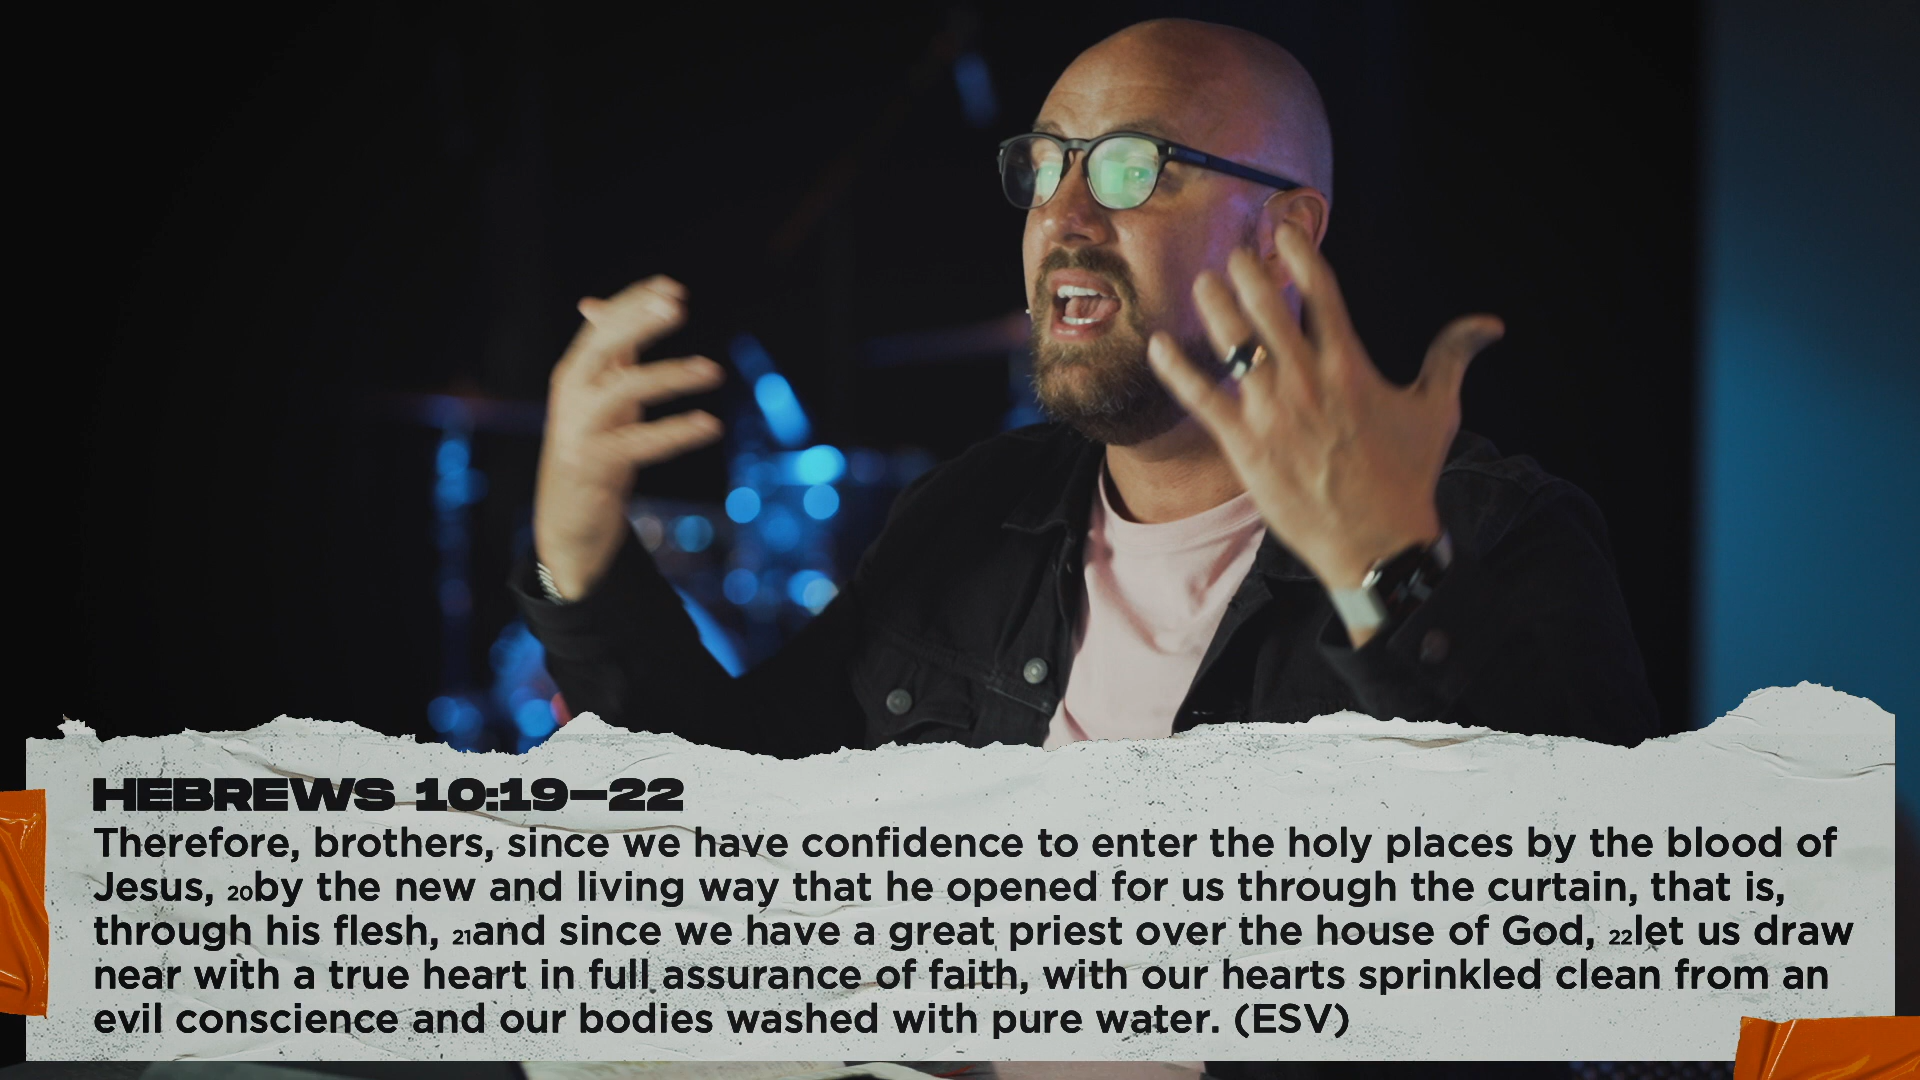 HEBREWS 10:19–22
Therefore, brothers, since we have confidence to enter the holy places by the blood of
Jesus, 20by the new and living way that he opened for us through the curtain, that is,
through his flesh, 21and since we have a great priest over the house of God, 22let us draw
near with a true heart in full assurance of faith, with our hearts sprinkled clean from an
evil conscience and our bodies washed with pure water. (ESV)